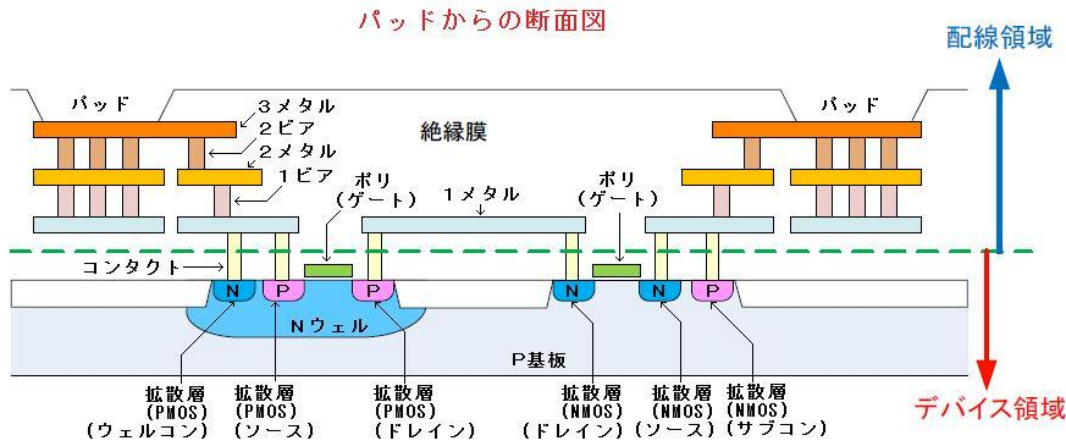 パッドからの断面図
配線領域
パッド
パッド
3メタル
2ビア
2メタル
1ビア
絶縁膜
ポリ
(ゲート)
1メタル
ポリ
(ゲート)
コンタクト
N
P
P
N
N
P
Nウェル
P基板
拡散層
(PMOS)
(ウェルコン)
拡散層
(PMOS)
(ソース)
拡散層
(PMOS)
(ドレイン)
拡散層
(NMOS)
(ドレイン)
拡散層
(NMOS)
(ソース)
拡散層
(NMOS)
(サブコン)
デバイス領域